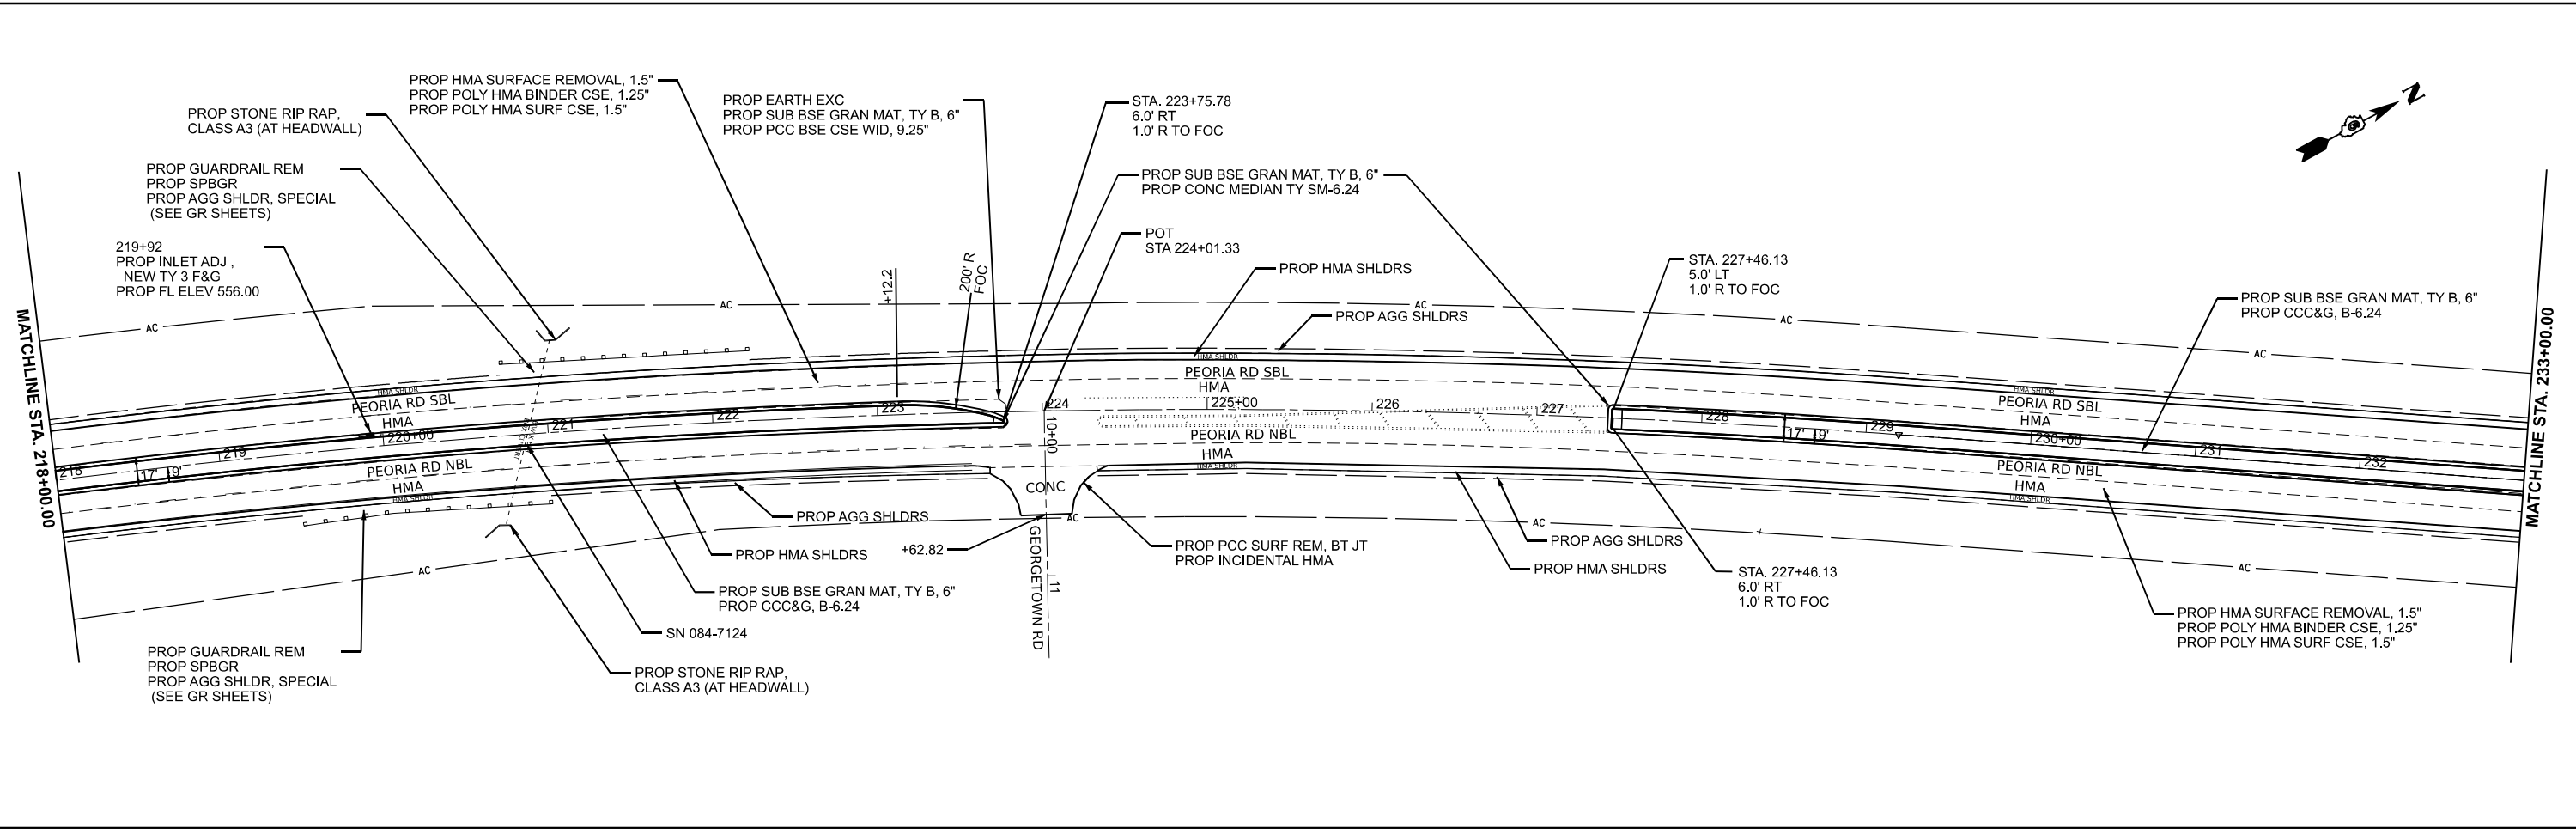 PROP HMA SURFACE REMOVAL, 1.5"
PROP POLY HMA BINDER CSE, 1.25"
PROP POLY HMA SURF CSE, 1.5"
PROP STONE RIP RAP,
CLASS A3 (AT HEADWALL)
PROP EARTH EXC
PROP SUB BSE GRAN MAT, TY B, 6"
PROP PCC BSE CSE WID, 9.25"
STA. 223+75.78
6.0' RT
1.0' R TO FOC
N
PROP GUARDRAIL REM
PROP SPBGR
PROP AGG SHLDR, SPECIAL
(SEE GR SHEETS)
PROP SUB BSE GRAN MAT, TY B, 6"
PROP CONC MEDIAN TY SM-6.24
219+92
PROP INLET ADJ ,
NEW TY 3 F&G
PROP FL ELEV 556.00
POT
STA 224+01.33
+12.2
200' R
FOC
PROP HMA SHLDRS
STA. 227+46.13
5.0' LT
1.0' R TO FOC
PROP SUB BSE GRAN MAT, TY B, 6"
PROP CCC&G, B-6.24
PROP AGG SHLDRS
MATCHLINE STA. 218+00.00
MATCHLINE STA. 233+00.00
AC
AC
AC
AC
AC
HMA SHLDR
HMA SHLDR
HMA SHLDR
PEORIA RD SBL
HMA
PEORIA RD SBL
HMA
PEORIA RD SBL
HMA
218
219
220+00
221
222
223
224
225+00
226
227
228
229
230+00
231
232
17'
9'
17'
9'
10+00
PEORIA RD NBL
HMA
PEORIA RD NBL
HMA
PEORIA RD NBL
HMA
HMA SHLDR
HMA SHLDR
HMA SHLDR
CONC
AC
AC
AC
AC
PROP AGG SHLDRS
PROP HMA SHLDRS
+62.82
PROP PCC SURF REM, BT JT
PROP INCIDENTAL HMA
PROP AGG SHLDRS
PROP HMA SHLDRS
11
GEORGETOWN RD
STA. 227+46.13
6.0' RT
1.0' R TO FOC
PROP SUB BSE GRAN MAT, TY B, 6"
PROP CCC&G, B-6.24
SN 084-7124
PROP HMA SURFACE REMOVAL, 1.5"
PROP POLY HMA BINDER CSE, 1.25"
PROP POLY HMA SURF CSE, 1.5"
PROP GUARDRAIL REM
PROP SPBGR
PROP AGG SHLDR, SPECIAL
(SEE GR SHEETS)
PROP STONE RIP RAP,
CLASS A3 (AT HEADWALL)